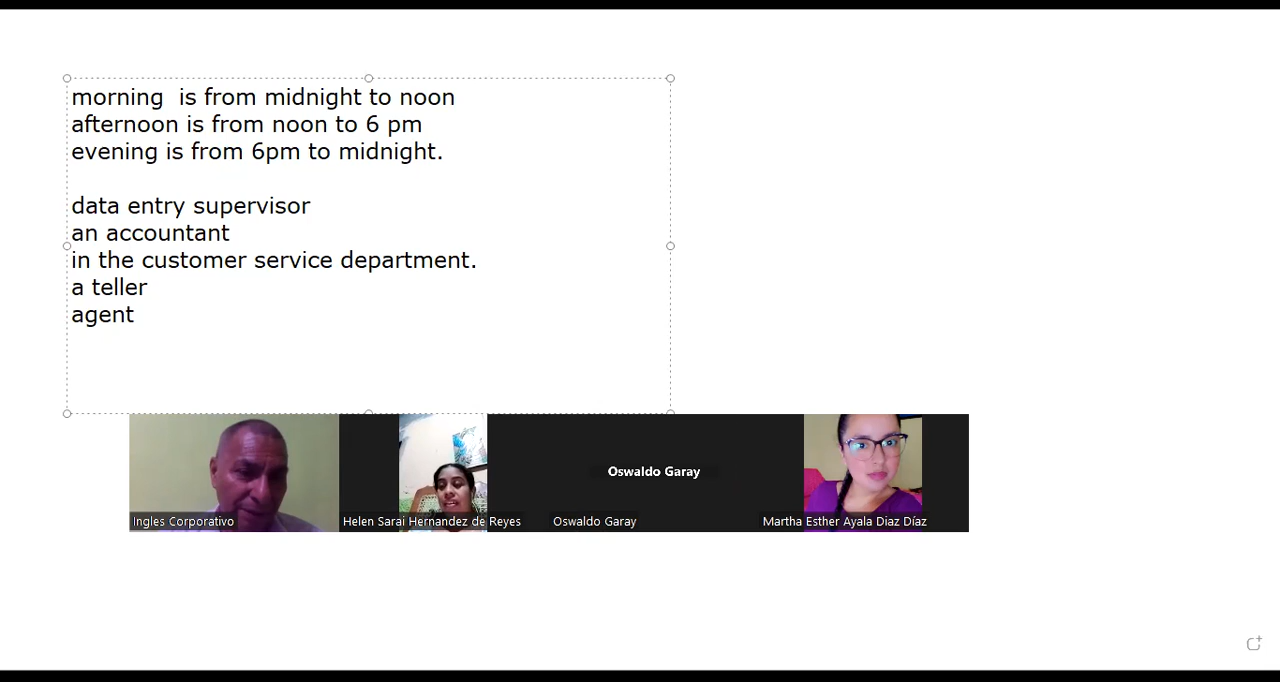 morning  is from midnight to noon
afternoon is from noon to 6 pm
evening is from 6pm to midnight.
data entry supervisor
an accountant
in the customer service department.
a teller
agent
Oswaldo Garay
Ingles Corporativo
Helen Sarai Hernandez de Reyes
Oswaldo Garay
Martha Esther Ayala Diaz Díaz